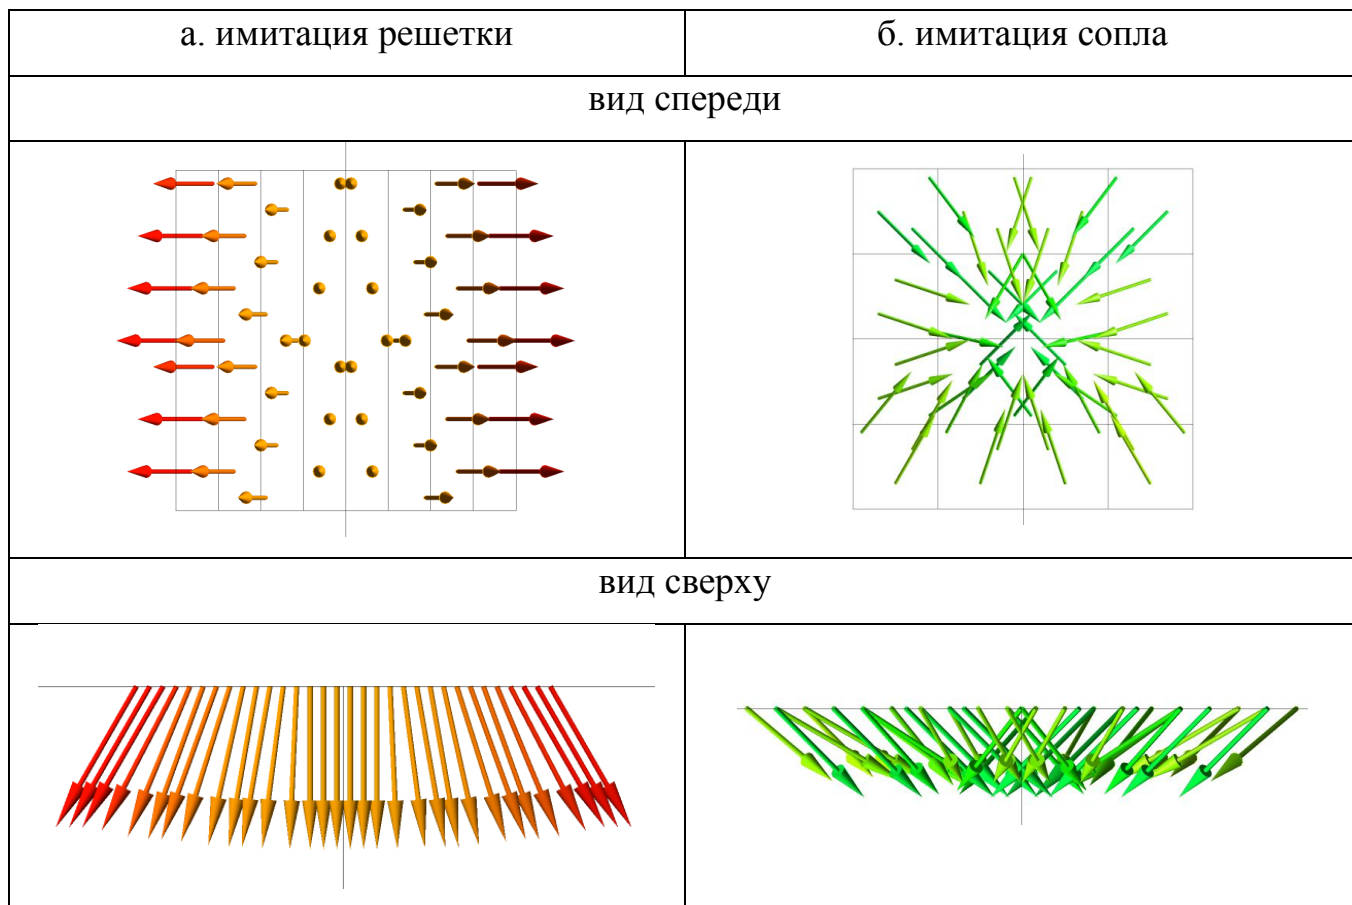 а. имитация решетки
б. имитация сопла
вид спереди
вид сверху